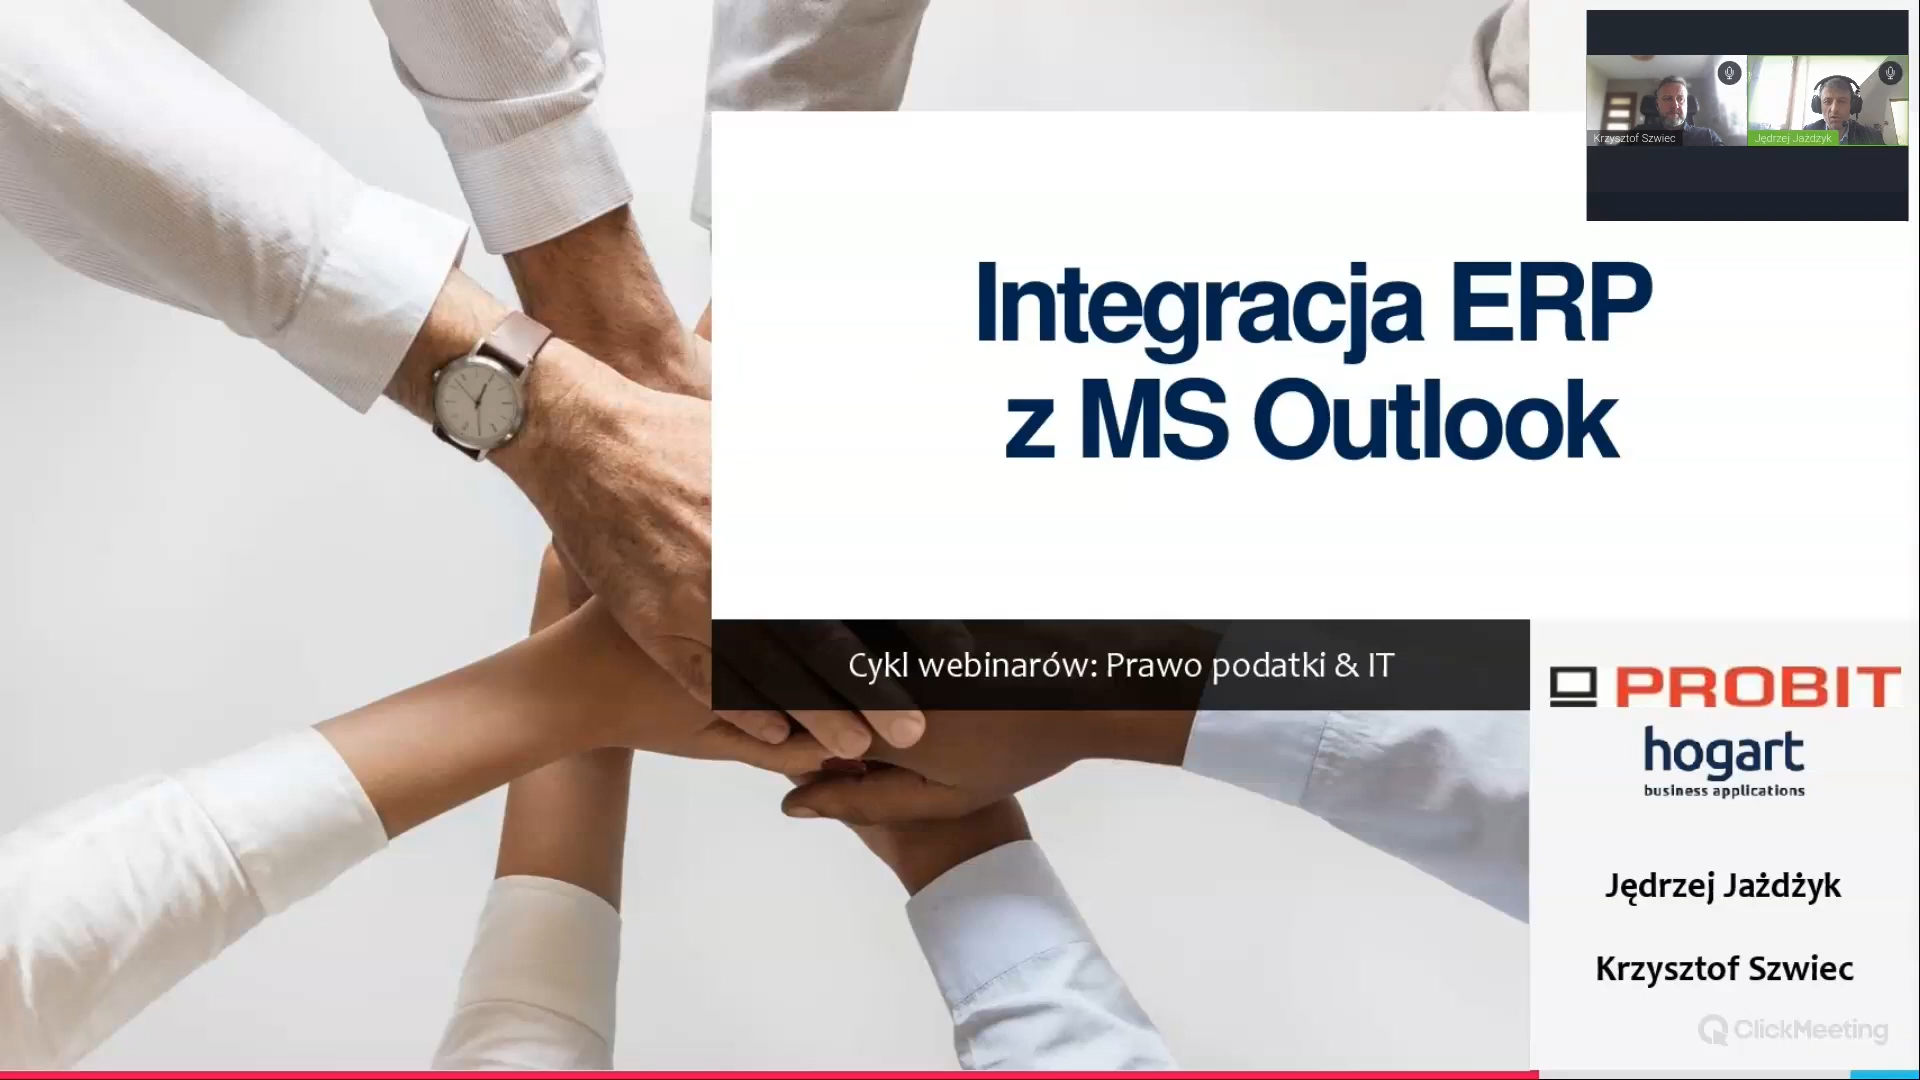 Krzysztof Szwiec
Jędrzej Jażdżyk
Integracja ERP
z MS Outlook
Cykl webinarów: Prawo podatki & IT
PROBIT
hogart
business applications
Jędrzej Jażdżyk
Krzysztof Szwiec
ClickMeeting